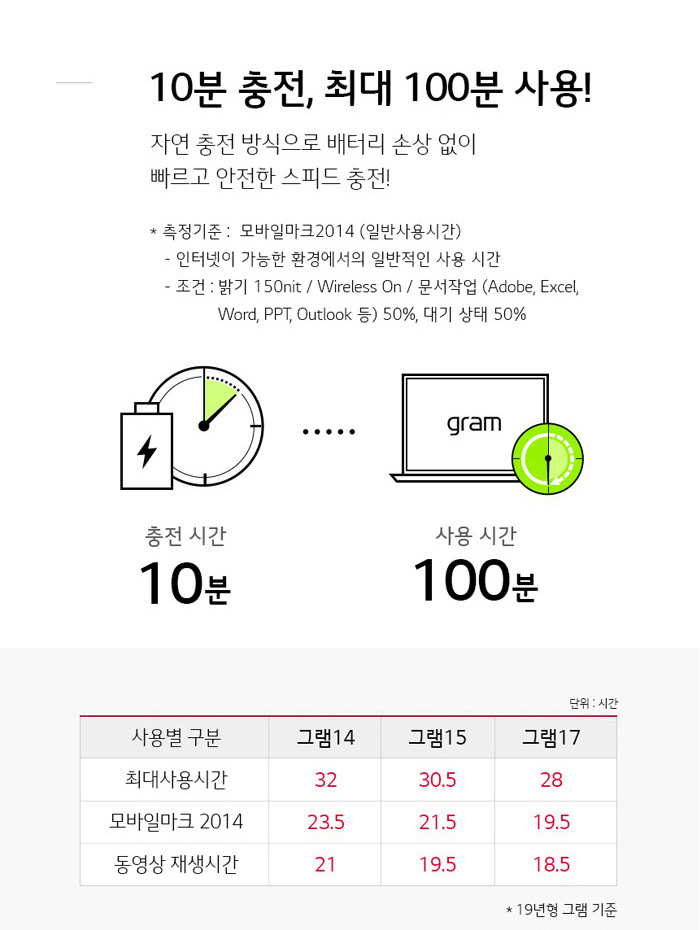 10분 충전, 최대 100분 사용!
자연 충전 방식으로 배터리 손상 없이
빠르고 안전한 스피드 충전!
* 측정기준 : 모바일마크2014 (일반사용시간)
- 인터넷이 가능한 환경에서의 일반적인 사용 시간
- 조건 : 밝기 150nit / Wireless On / 문서작업 (Adobe, Excel,
Word, PPT, Outlook 등) 50%, 대기 상태 50%
gram
충전 시간 사용 시간
10분 100분
단위 : 시간
사용별 구분 그램14 그램15 그램17
최대사용시간 32 30.5 28
모바일마크 2014 23.5 21.5 19.5
동영상 재생시간 21 19.5 18.5
* 19년형 그램 기준